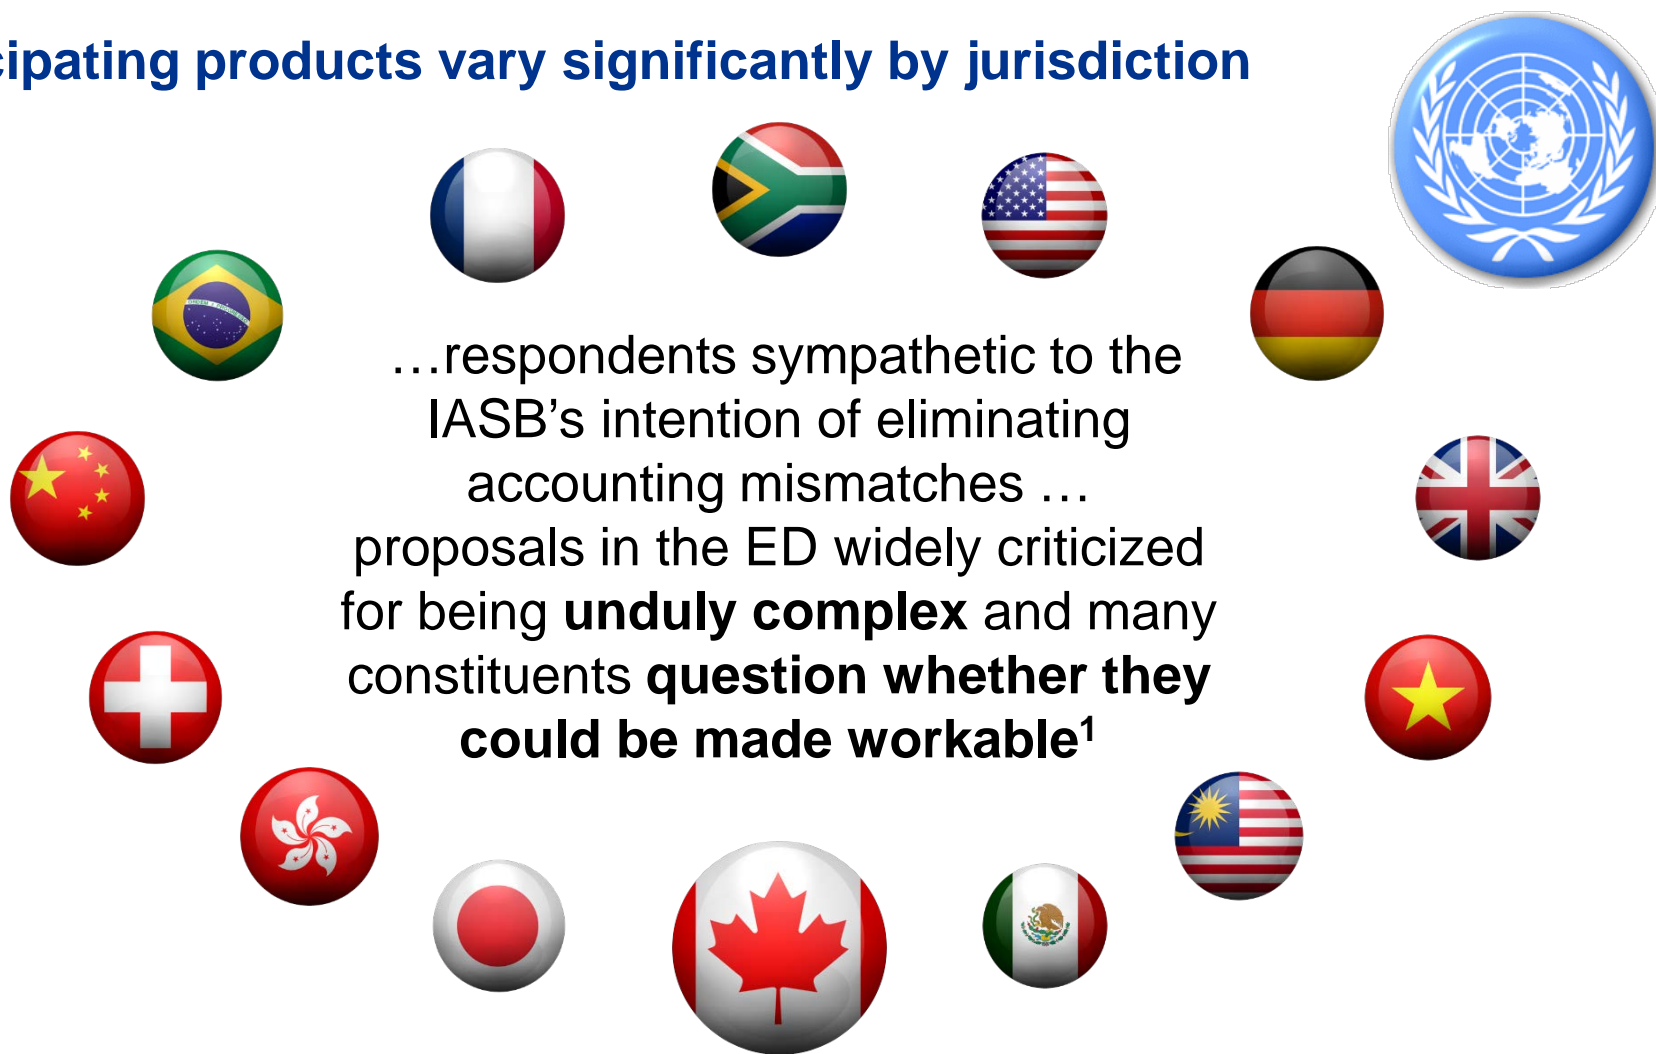 cipating products vary significantly by jurisdiction
…respondents sympathetic to the
IASB’s intention of eliminating
accounting mismatches …
proposals in the ED widely criticized
for being unduly complex and many
constituents question whether they
could be made workable¹